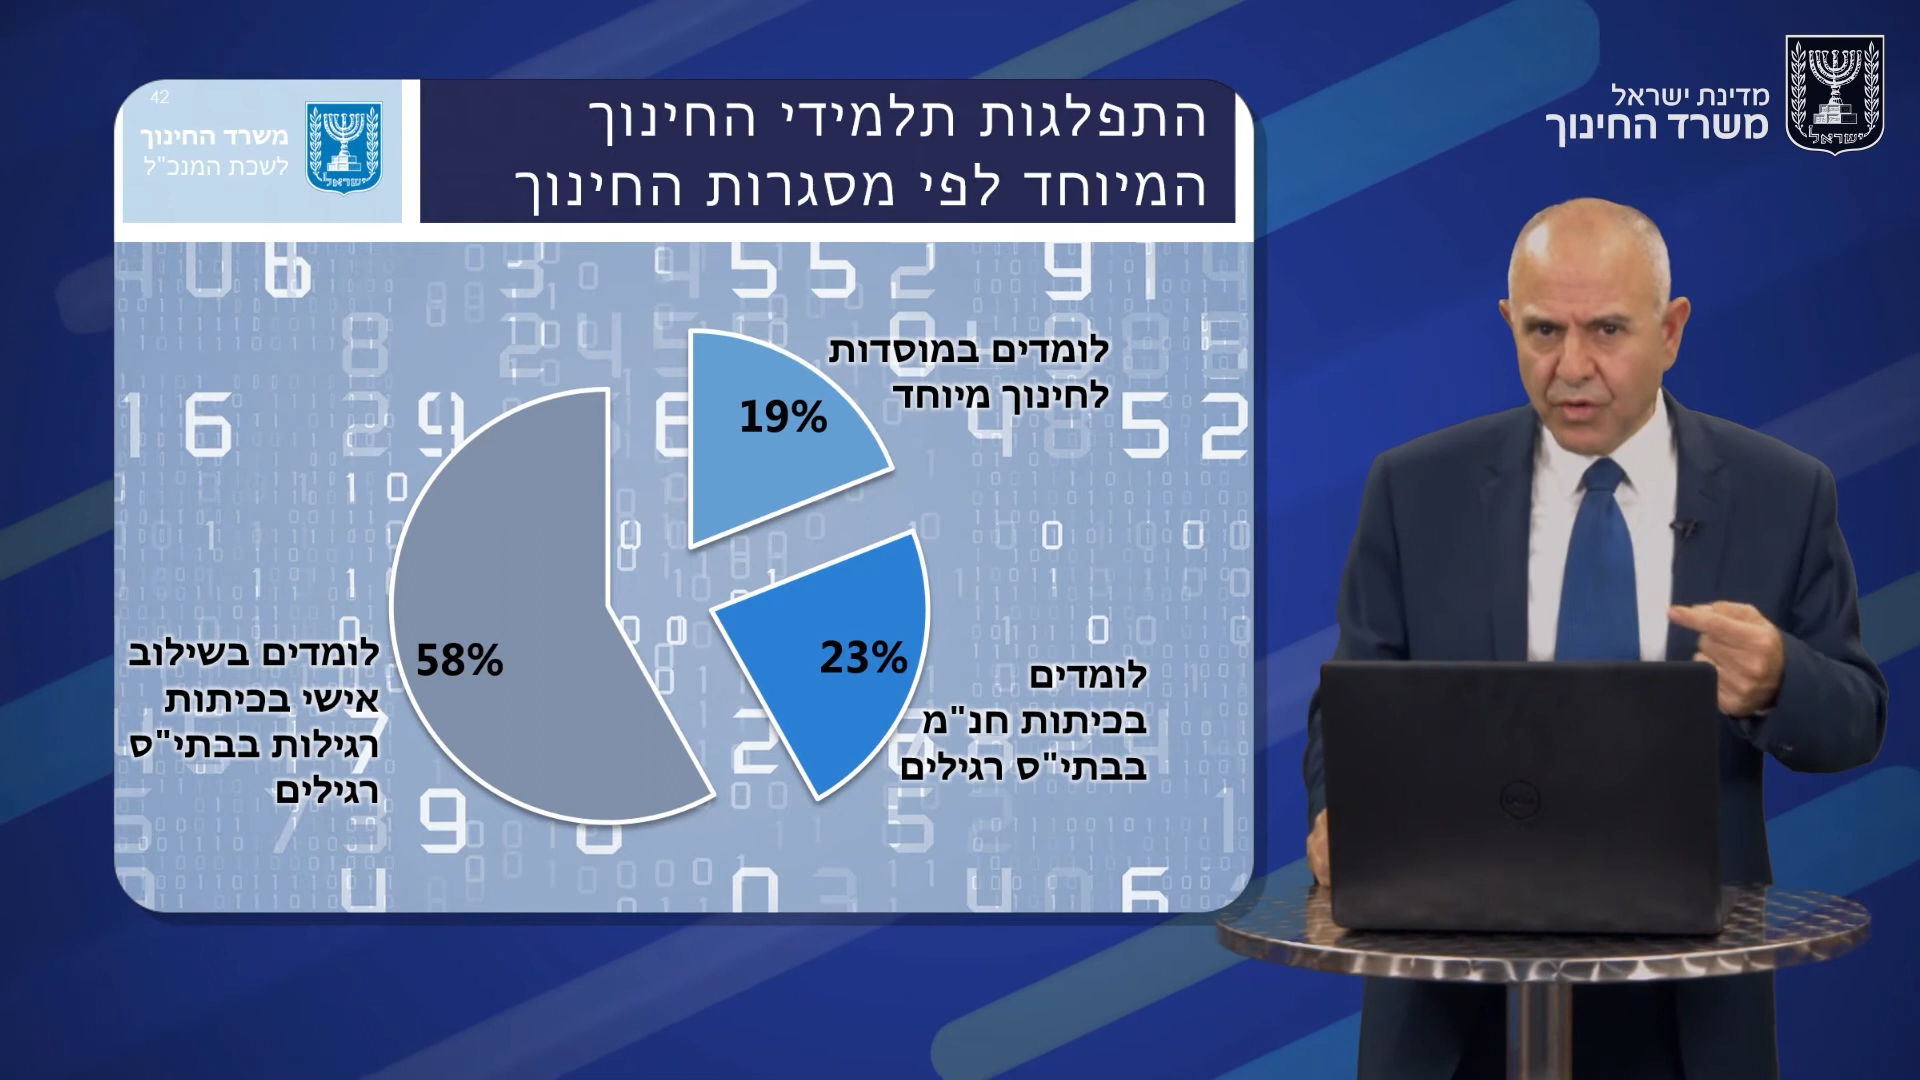 מדינת ישראל
משרד החינוך
התפלגות תלמידי החינוך
המיוחד לפי מסגרות החינוך
42
משרד החינוך
לשכת המנכ"ל
לומדים במוסדות
לחינוך מיוחד
19%
לומדים
בכיתות חנ"מ
בבתי"ס רגילים
23%
לומדים בשילוב
אישי בכיתות
רגילות בבתי"ס
רגילים
58%
ישראל
ישראל
DELL